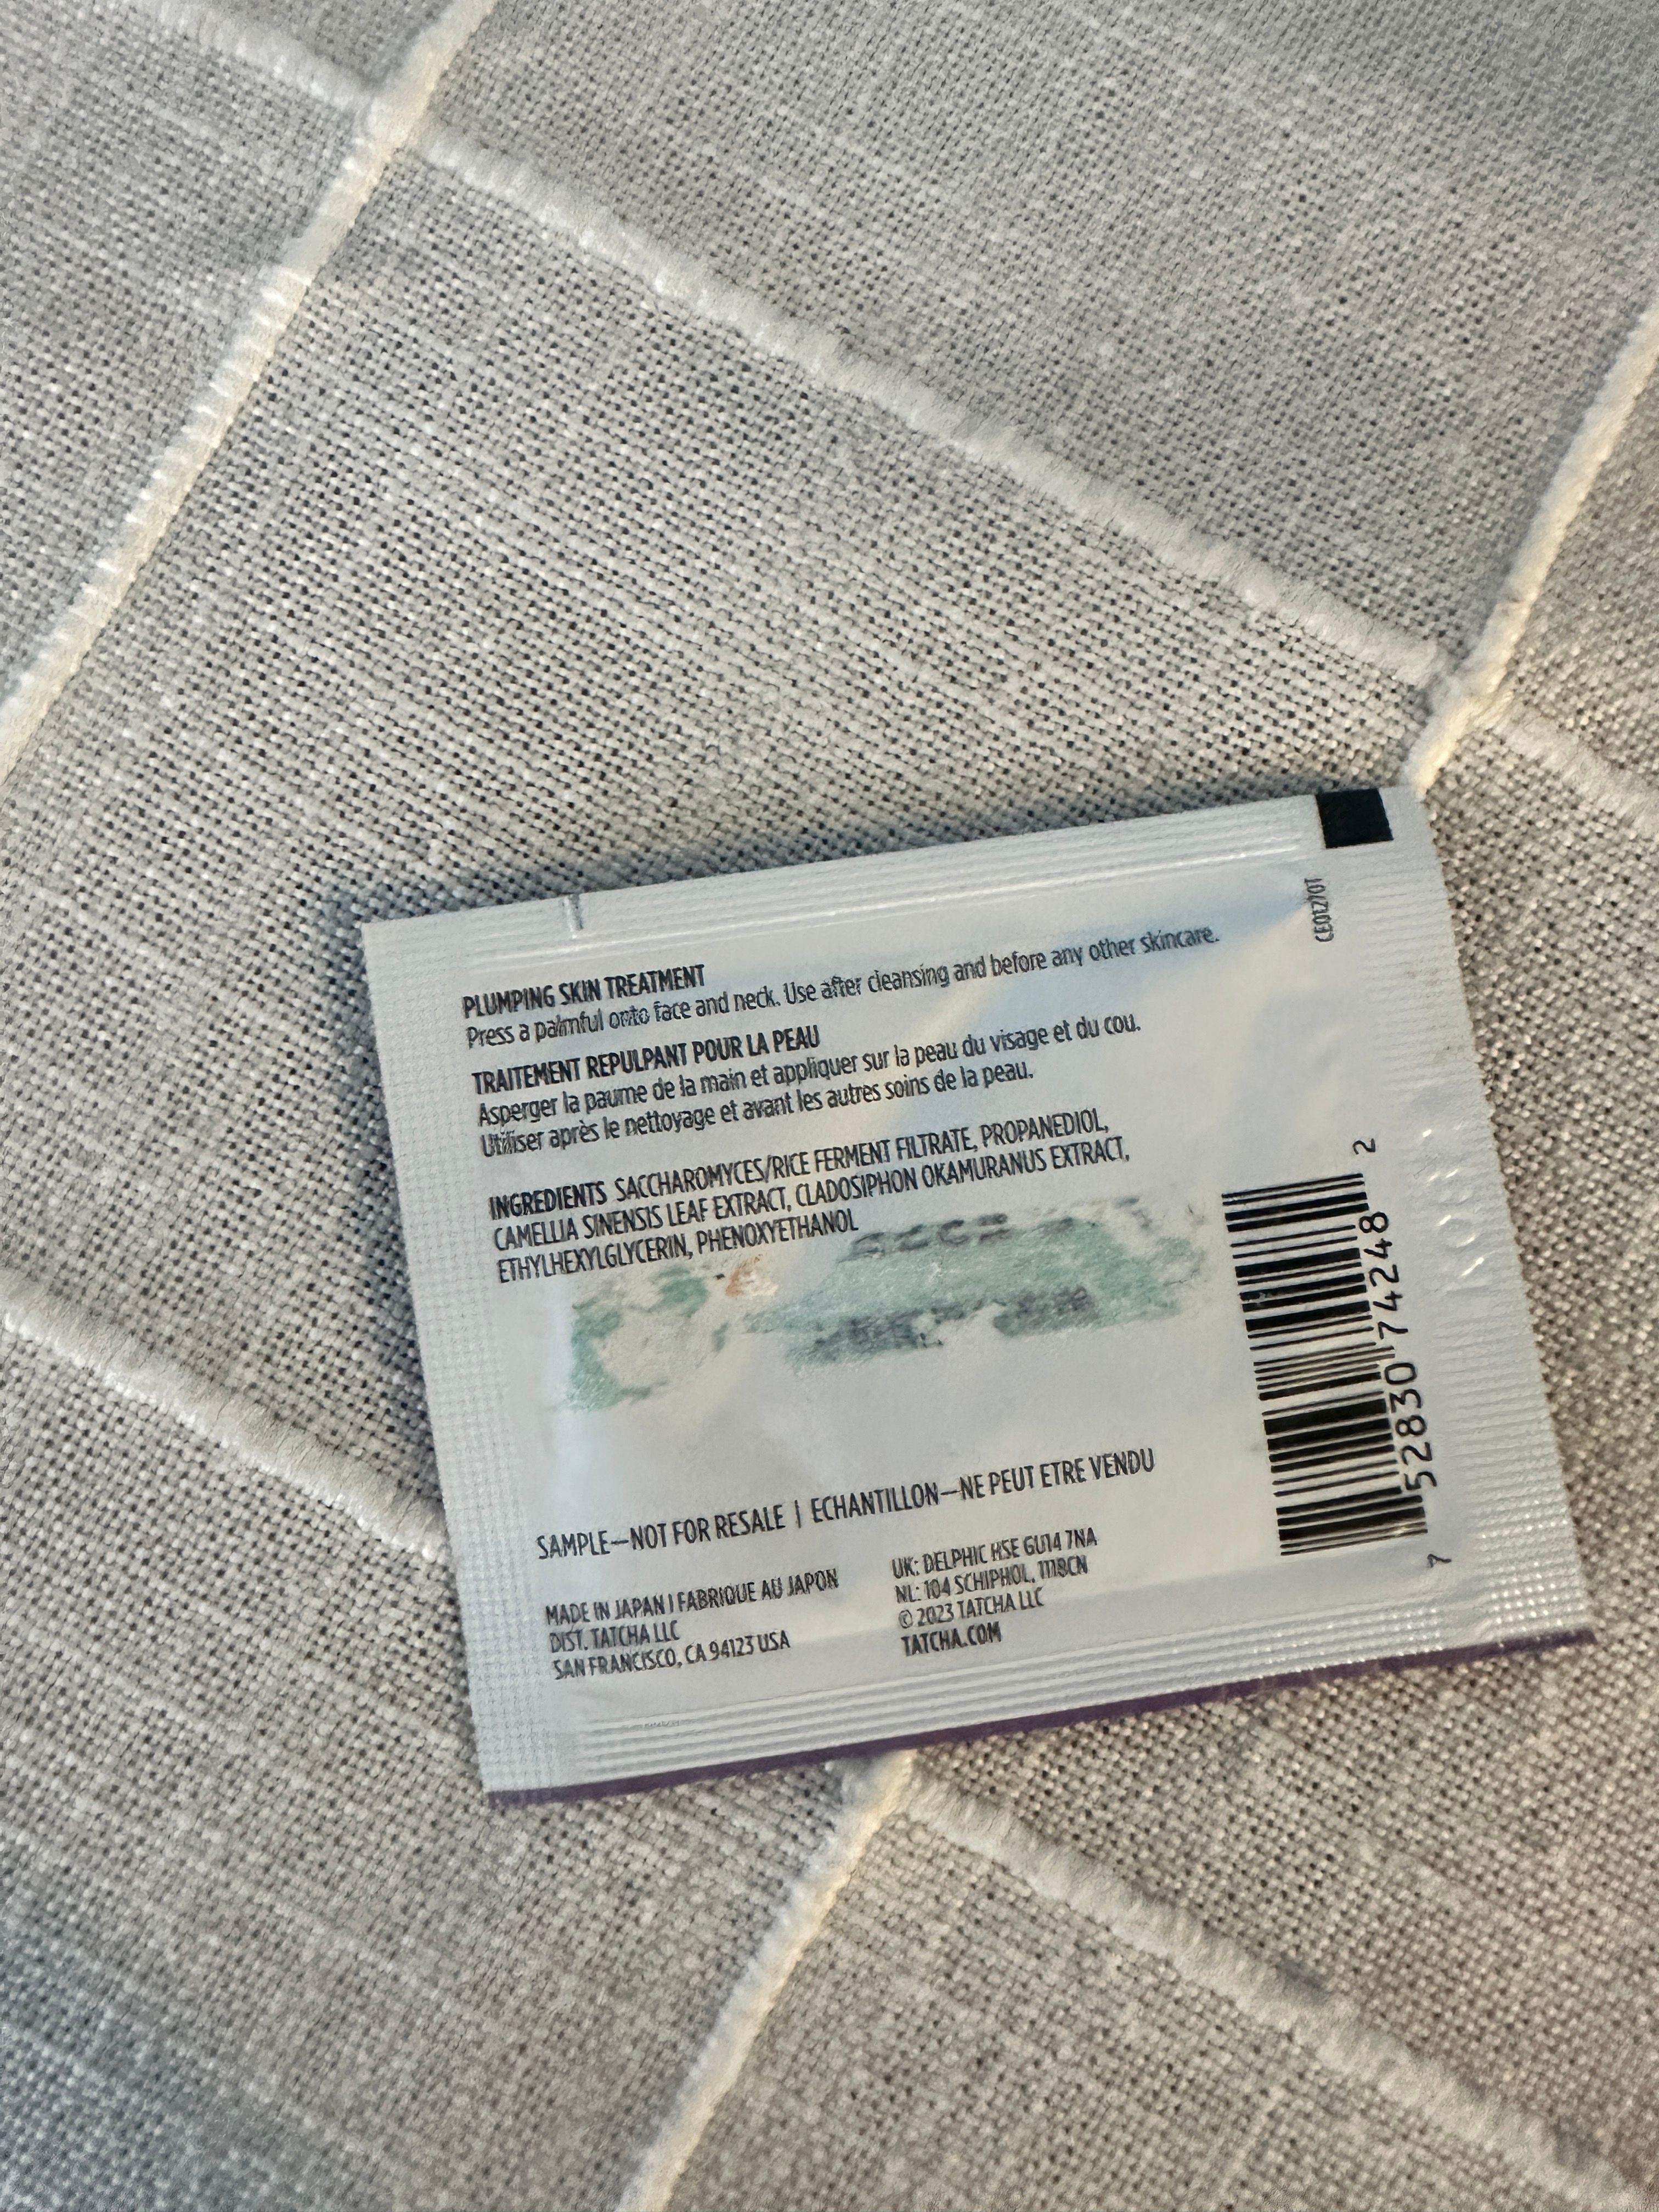 PLUMPING SKIN TREATMENT
Press a palmful onto face and neck. Use after cleansing and before any other skincare.
TRAITEMENT REPULPANT POUR LA PEAU
Asperger la paume de la main et appliquer sur la peau du visage et du cou.
Utiliser après le nettoyage et avant les autres soins de la peau.
INGREDIENTS SACCHAROMYCES/RICE FERMENT FILTRATE, PROPANEDIOL,
CAMELLIA SINENSIS LEAF EXTRACT, CLADOSIPHON OKAMURANUS EXTRACT,
ETHYLHEXYLGLYCERIN, PHENOXYETHANOL
SAMPLE—NOT FOR RESALE | ECHANTILLON—NE PEUT ETRE VENDU
MADE IN JAPAN I FABRIQUE AU JAPON
DIST. TATCHA LLC
SAN FRANCISCO, CA 94123 USA
UK: DELPHIC HSE GU14 7NA
NL: 104 SCHIPHOL, 1118CN
© 2023 TATCHA LLC
TATCHA.COM
7 52830 74248 2